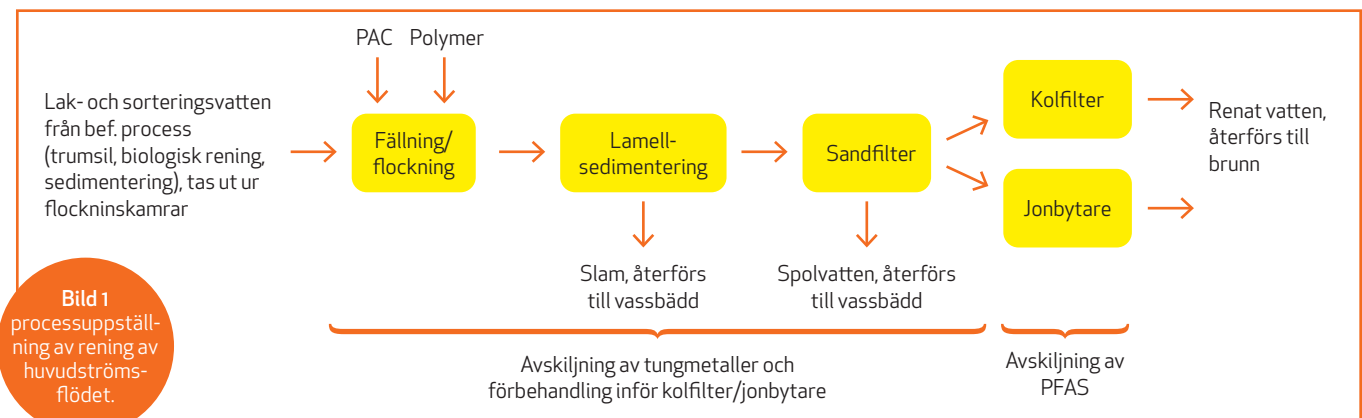 PAC Polymer
Lak- och sorteringsvatten
från bef. process
(trumsil, biologisk rening,
sedimentering), tas ut ur
flockninskamrar
Fällning/
flockning
Lamell-
sedimentering
Sandfilter
Kolfilter
Jonbytare
Renat vatten,
återförs till
brunn
Slam, återförs
till vassbädd
Spolvatten, återförs
till vassbädd
Avskiljning av tungmetaller och
förbehandling inför kolfilter/jonbytare
Avskiljning av
PFAS
Bild 1
processuppställ-
ning av rening av
huvudströms-
flödet.